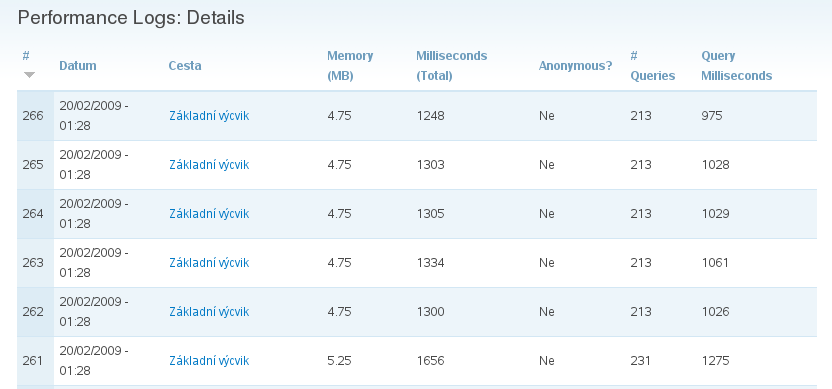 Performance Logs: Details
# Datum Cesta Memory (MB) Milliseconds (Total) Anonymous? # Queries Query Milliseconds
266 20/02/2009 - 01:28 Základní výcvik 4.75 1248 Ne 213 975
265 20/02/2009 - 01:28 Základní výcvik 4.75 1303 Ne 213 1028
264 20/02/2009 - 01:28 Základní výcvik 4.75 1305 Ne 213 1029
263 20/02/2009 - 01:28 Základní výcvik 4.75 1334 Ne 213 1061
262 20/02/2009 - 01:28 Základní výcvik 4.75 1300 Ne 213 1026
261 20/02/2009 - 01:28 Základní výcvik 5.25 1656 Ne 231 1275